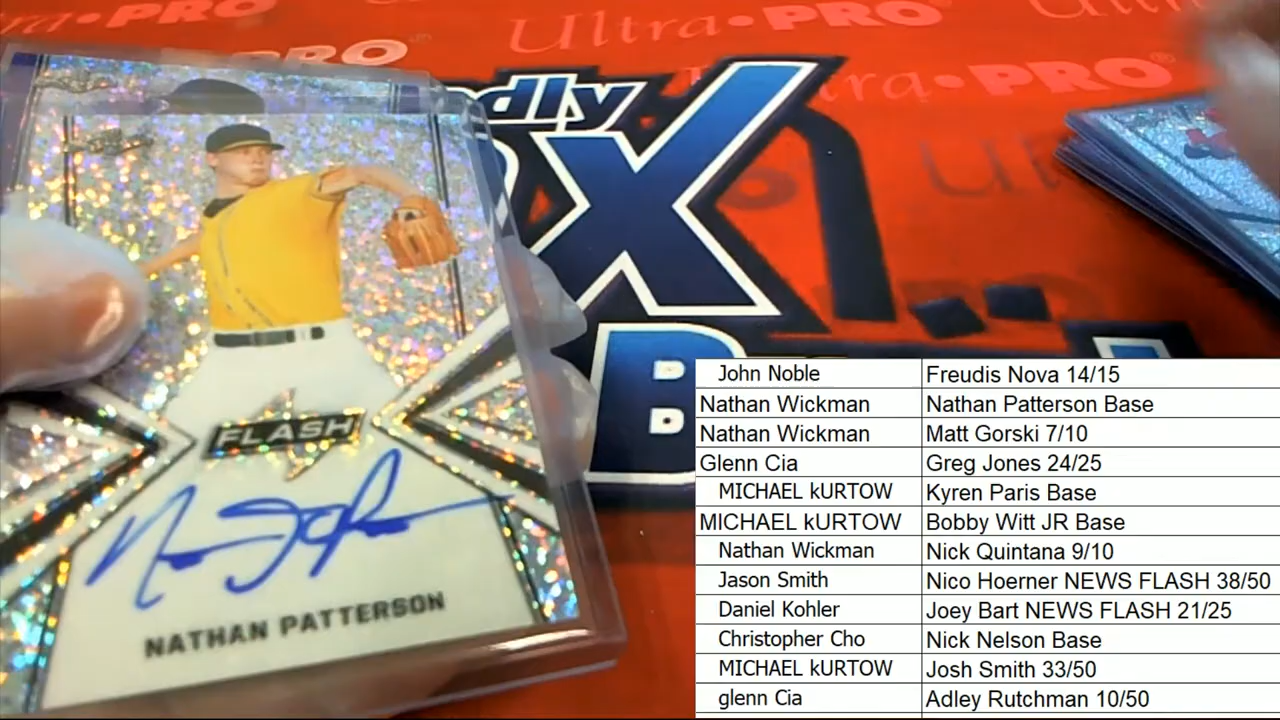 Ultra•PRO®
PRO®
Ultra•PRO®
dly
X
B
FLASH
NATHAN PATTERSON
John Noble Freudis Nova 14/15
Nathan Wickman Nathan Patterson Base
Nathan Wickman Matt Gorski 7/10
Glenn Cia Greg Jones 24/25
MICHAEL kURTOW Kyren Paris Base
MICHAEL kURTOW Bobby Witt JR Base
Nathan Wickman Nick Quintana 9/10
Jason Smith Nico Hoerner NEWS FLASH 38/50
Daniel Kohler Joey Bart NEWS FLASH 21/25
Christopher Cho Nick Nelson Base
MICHAEL kURTOW Josh Smith 33/50
glenn Cia Adley Rutchman 10/50